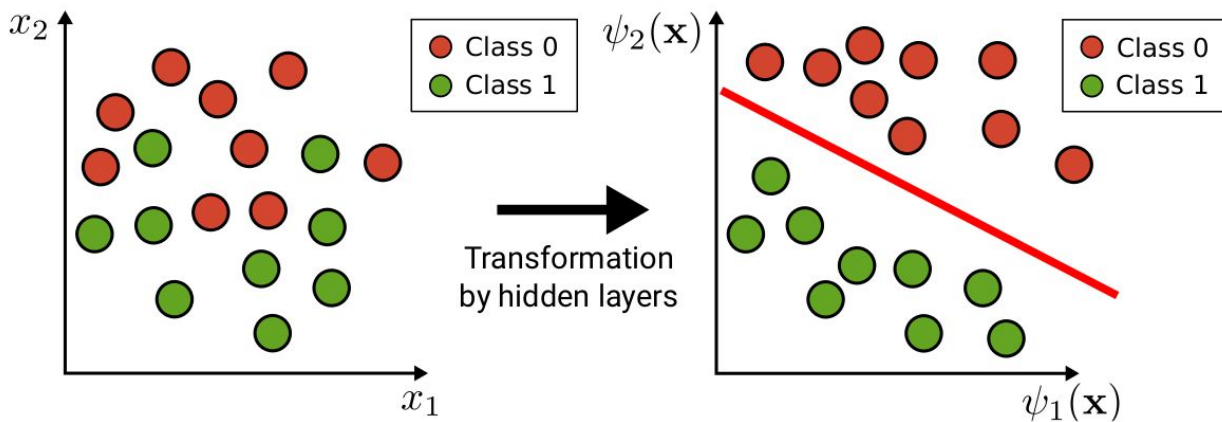 x₂
Class 0
Class 1
x₁
Transformation
by hidden layers
ψ₂(𝐱)
Class 0
Class 1
ψ₁(𝐱)